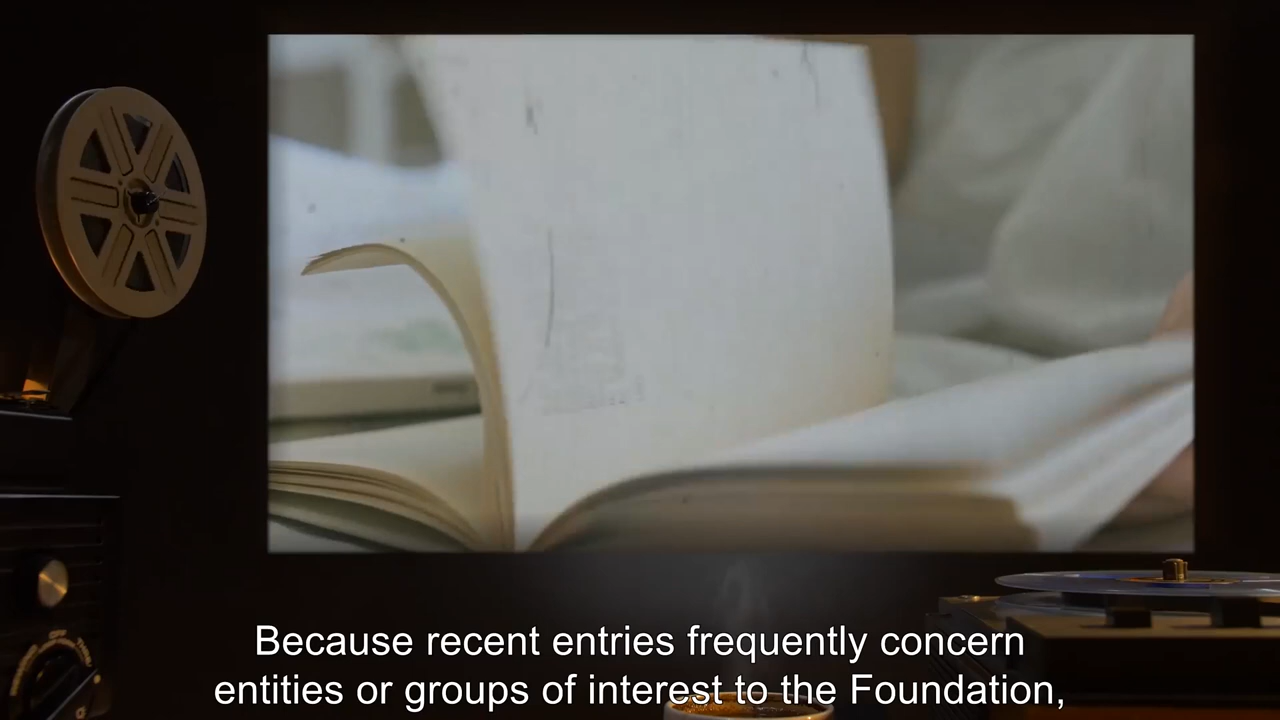 Because recent entries frequently concern
entities or groups of interest to the Foundation,